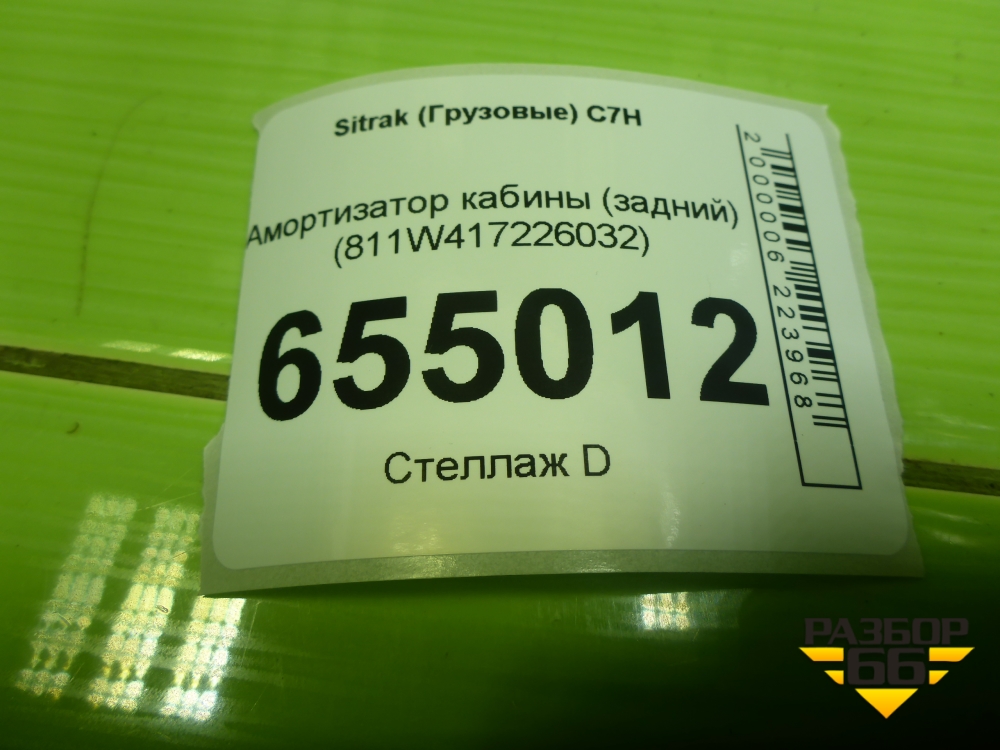 Sitrak (Грузовые) C7H
Амортизатор кабины (задний)
(811W417226032)
655012
Стеллаж D
2000006223968
РАЗБОР
66